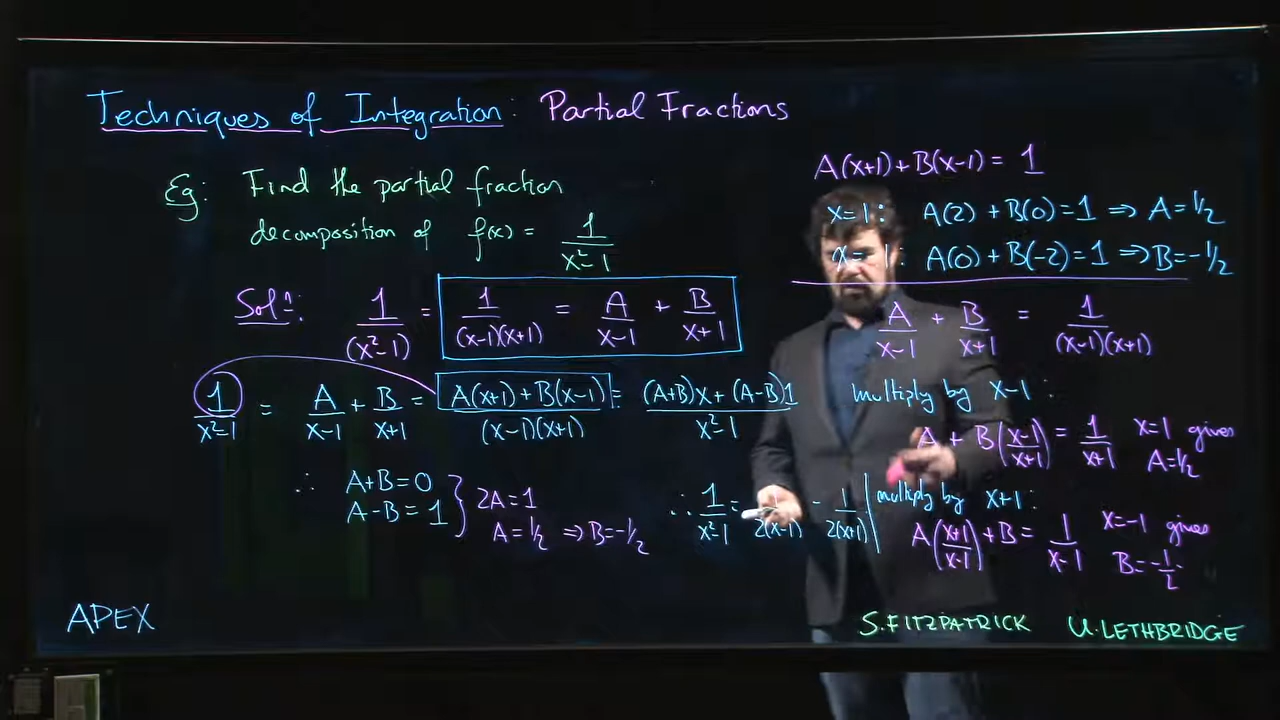 Techniques of Integration: Partial Fractions
Eg: Find the partial fraction
decomposition of f(x) = 1/(x²-1)
Solⁿ: 1/(x²-1) = 1/((x-1)(x+1)) = A/(x-1) + B/(x+1)
1/(x²-1) = A/(x-1) + B/(x+1) = (A(x+1)+B(x-1))/((x-1)(x+1)) = ((A+B)x + (A-B)1)/(x²-1)
∴ A+B=0
A-B=1
} 2A=1
A=1/2 ⇒ B=-1/2
∴ 1/(x²-1) = 1/(2(x-1)) - 1/(2(x+1))
A(x+1)+B(x-1) = 1
x=1: A(2) + B(0) = 1 ⇒ A=1/2
x=-1: A(0) + B(-2) = 1 ⇒ B=-1/2
A/(x-1) + B/(x+1) = 1/((x-1)(x+1))
multiply by x-1:
A + B((x-1)/(x+1)) = 1/(x+1) x=1 gives
A=1/2
multiply by x+1:
A((x+1)/(x-1)) + B = 1/(x-1) x=-1 gives
B=-1/2
APEX
S. FITZPATRICK U. LETHBRIDGE